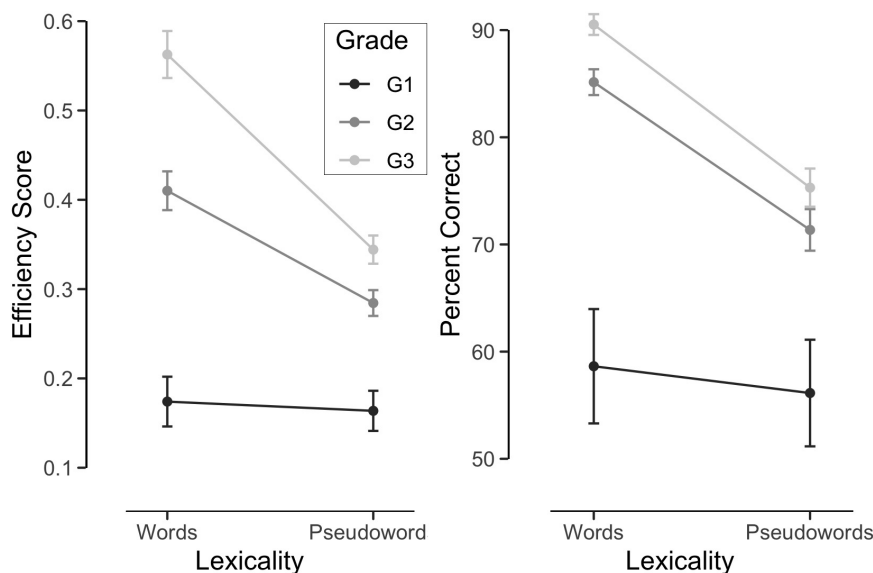 Efficiency Score
0.6
0.5
0.4
0.3
0.2
0.1
Grade
G1
G2
G3
Words
Pseudoword
Lexicality
Percent Correct
90
80
70
60
50
Words
Pseudowords
Lexicality